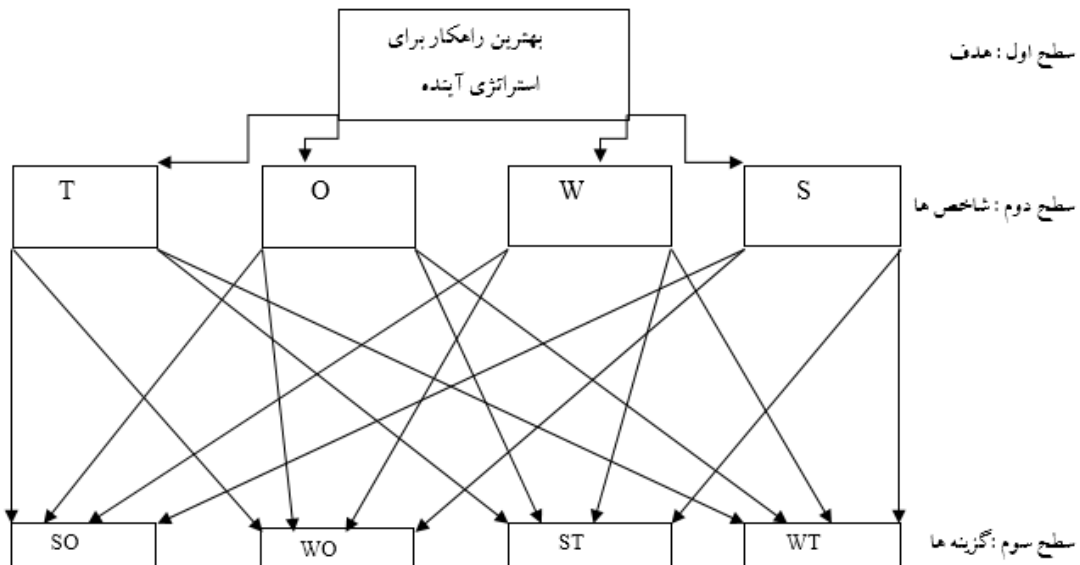 بهترین راهکار برای
استراتژی آینده
سطح اول : هدف
T
O
W
S
سطح دوم : شاخص ها
SO
WO
ST
WT
سطح سوم :گزینه ها